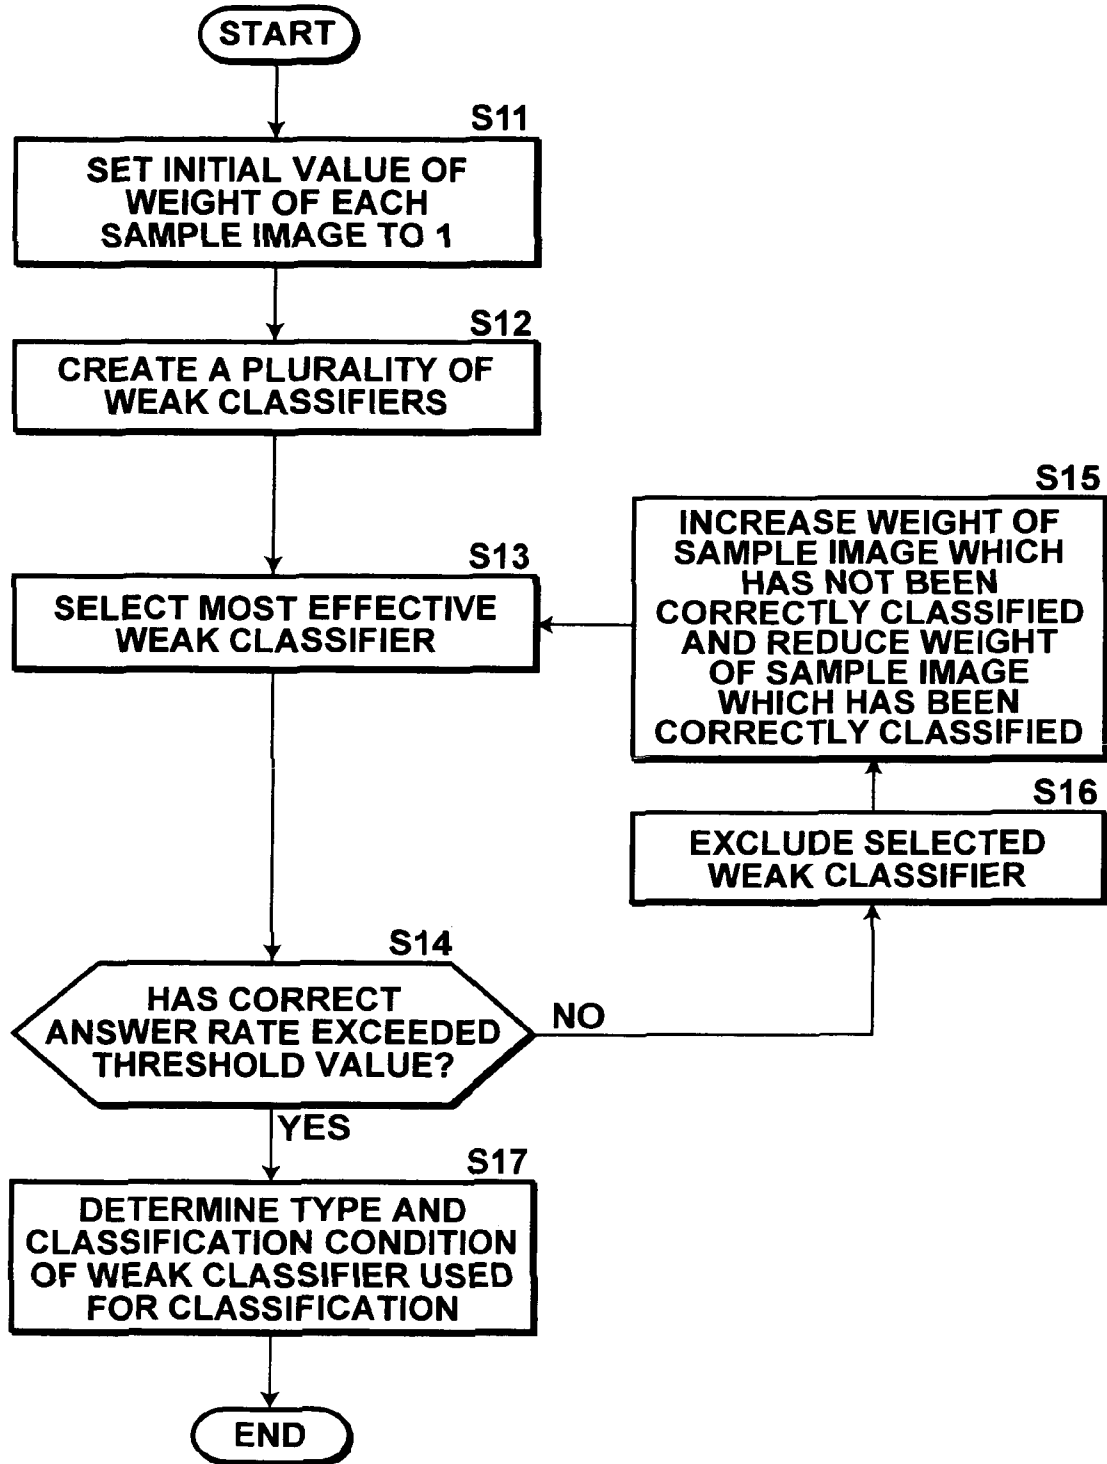 START
S11
SET INITIAL VALUE OF
WEIGHT OF EACH
SAMPLE IMAGE TO 1
S12
CREATE A PLURALITY OF
WEAK CLASSIFIERS
S13
SELECT MOST EFFECTIVE
WEAK CLASSIFIER
S15
INCREASE WEIGHT OF
SAMPLE IMAGE WHICH
HAS NOT BEEN
CORRECTLY CLASSIFIED
AND REDUCE WEIGHT
OF SAMPLE IMAGE
WHICH HAS BEEN
CORRECTLY CLASSIFIED
S16
EXCLUDE SELECTED
WEAK CLASSIFIER
S14
HAS CORRECT
ANSWER RATE EXCEEDED
THRESHOLD VALUE?
NO
YES
S17
DETERMINE TYPE AND
CLASSIFICATION CONDITION
OF WEAK CLASSIFIER USED
FOR CLASSIFICATION
END